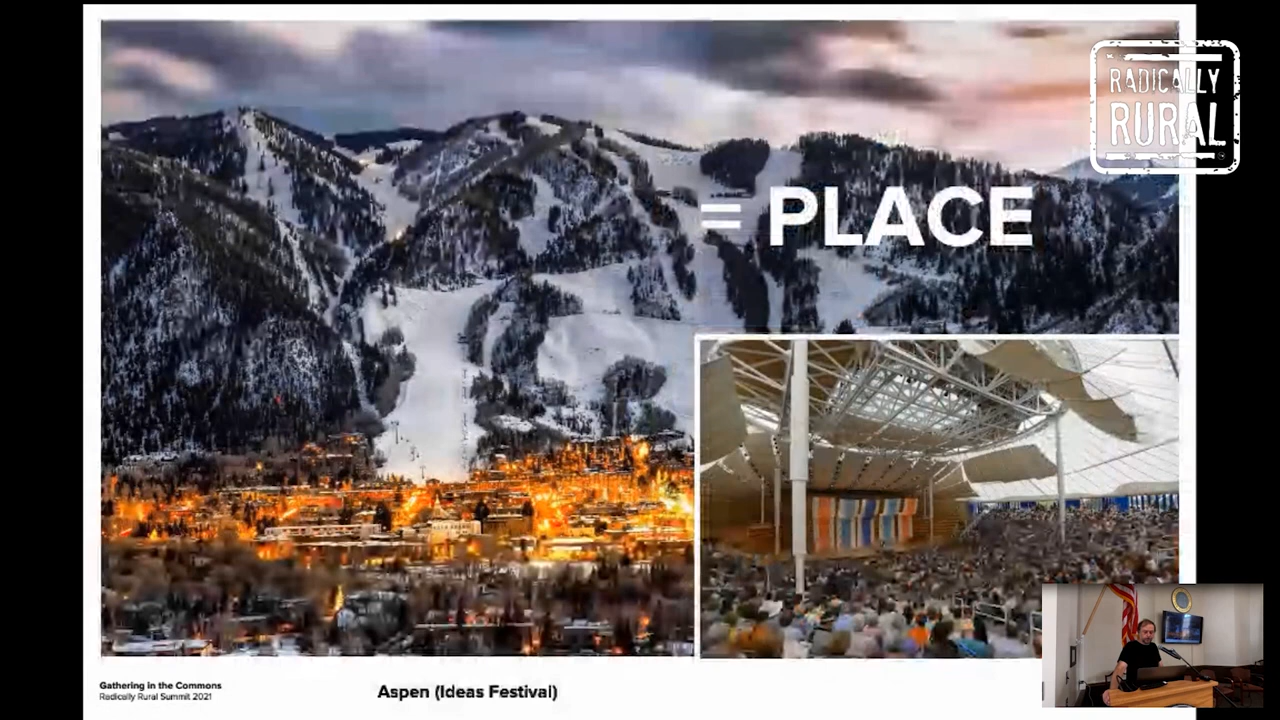 RADICALLY
RURAL
= PLACE
Gathering in the Commons
Radically Rural Summit 2021
Aspen (Ideas Festival)